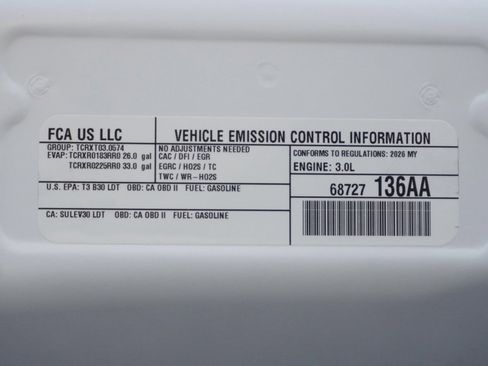 FCA US LLC
VEHICLE EMISSION CONTROL INFORMATION
GROUP: TCRXT03.0574
EVAP: TCRXR0183RR0 26.0 gal
TCRXR0225RR0 33.0 gal
NO ADJUSTMENTS NEEDED
CAC / DFI / EGR
EGRC / HO2S / TC
TWC / WR-HO2S
CONFORMS TO REGULATIONS: 2026 MY
ENGINE: 3.0L
U.S. EPA: T3 B30 LDT OBD: CA OBD II FUEL: GASOLINE
68727 136AA
CA: SULEV30 LDT OBD: CA OBD II FUEL: GASOLINE